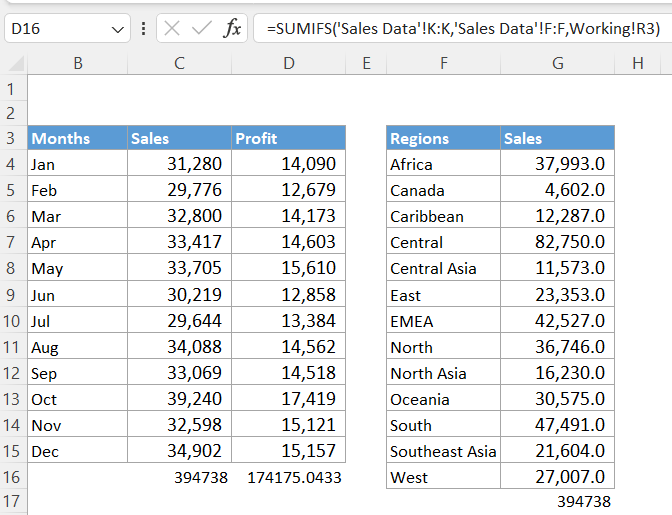 D16 fx =SUMIFS('Sales Data'!K:K,'Sales Data'!F:F,Working!R3)
B C D E F G H
1
2
3 Months Sales Profit Regions Sales
4 Jan 31,280 14,090 Africa 37,993.0
5 Feb 29,776 12,679 Canada 4,602.0
6 Mar 32,800 14,173 Caribbean 12,287.0
7 Apr 33,417 14,603 Central 82,750.0
8 May 33,705 15,610 Central Asia 11,573.0
9 Jun 30,219 12,858 East 23,353.0
10 Jul 29,644 13,384 EMEA 42,527.0
11 Aug 34,088 14,562 North 36,746.0
12 Sep 33,069 14,518 North Asia 16,230.0
13 Oct 39,240 17,419 Oceania 30,575.0
14 Nov 32,598 15,121 South 47,491.0
15 Dec 34,902 15,157 Southeast Asia 21,604.0
16 394738 174175.0433 West 27,007.0
17 394738